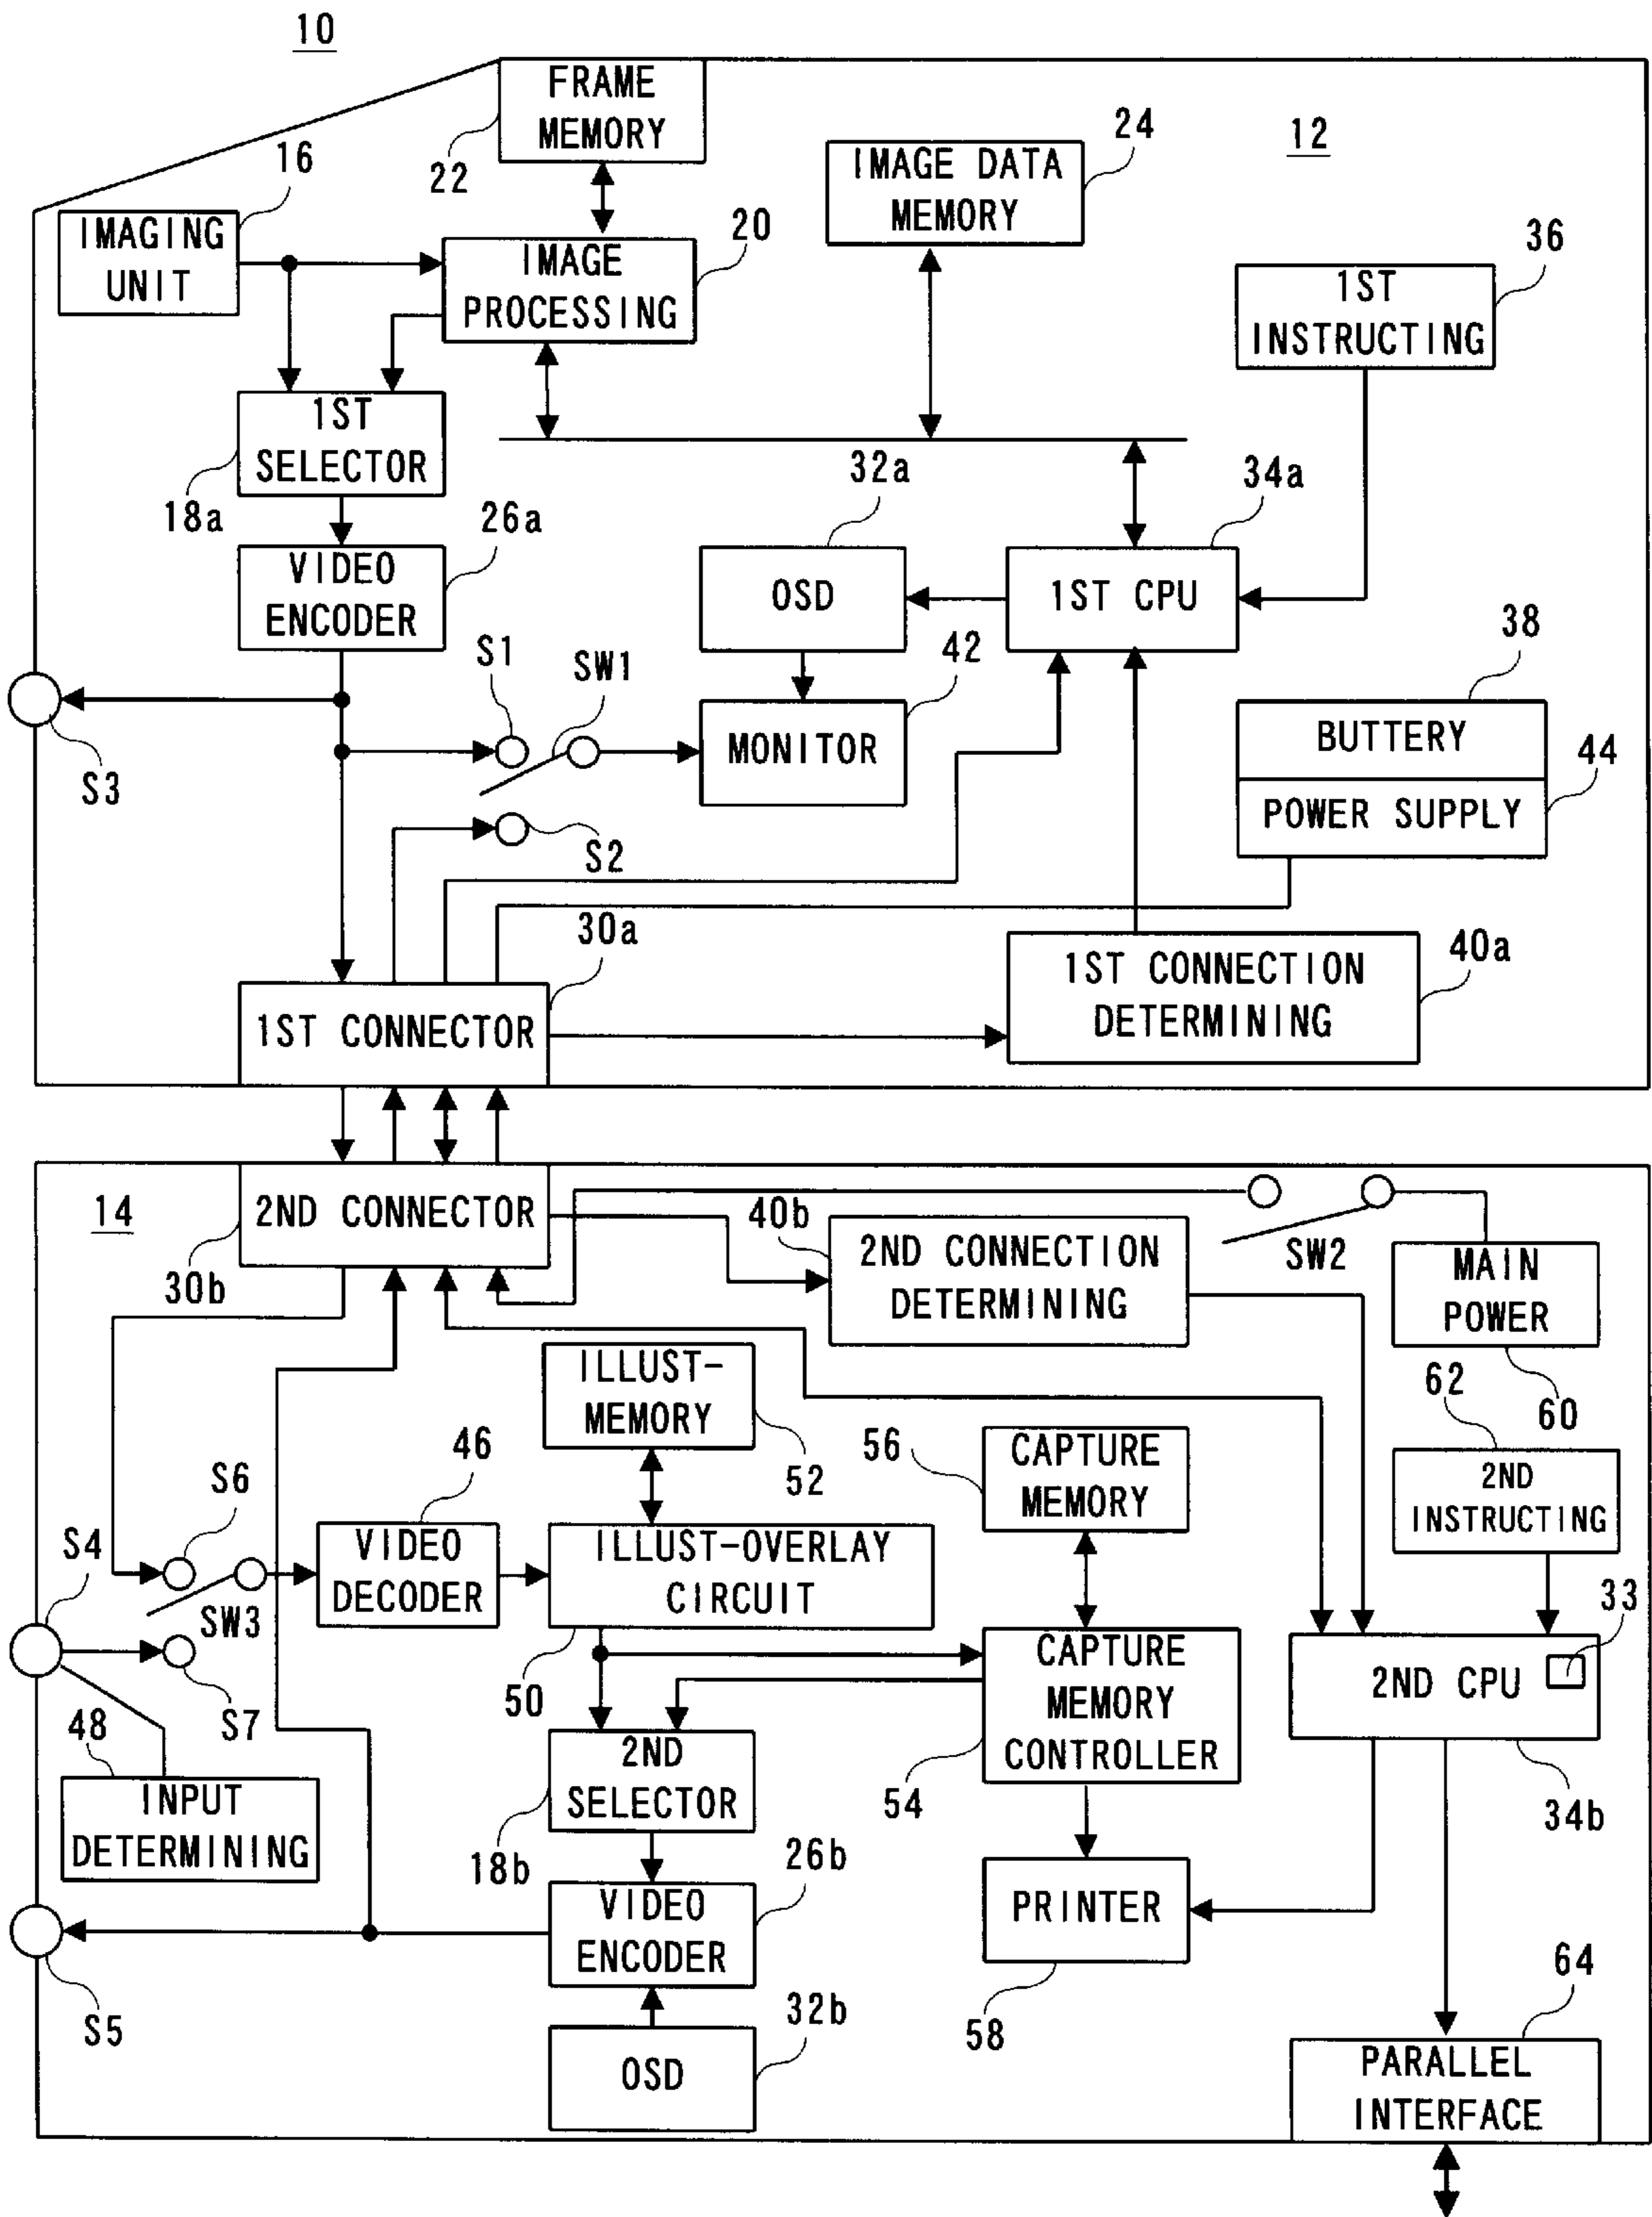 10
FRAME
MEMORY
22
16
IMAGING
UNIT
12
24
IMAGE DATA
MEMORY
20
IMAGE
PROCESSING
36
1ST
INSTRUCTING
1ST
SELECTOR
18a
26a
VIDEO
ENCODER
32a
OSD
34a
1ST CPU
S1
SW1
42
MONITOR
38
BUTTERY
44
POWER SUPPLY
S3
S2
30a
1ST CONNECTOR
40a
1ST CONNECTION
DETERMINING
14
2ND CONNECTOR
30b
40b
2ND CONNECTION
DETERMINING
SW2
MAIN
POWER
60
ILLUST-
MEMORY
52
62
2ND
INSTRUCTING
56
CAPTURE
MEMORY
46
VIDEO
DECODER
S6
S4
SW3
S7
ILLUST-OVERLAY
CIRCUIT
50
33
2ND CPU
34b
CAPTURE
MEMORY
CONTROLLER
54
48
INPUT
DETERMINING
2ND
SELECTOR
18b
26b
VIDEO
ENCODER
PRINTER
58
S5
32b
OSD
64
PARALLEL
INTERFACE